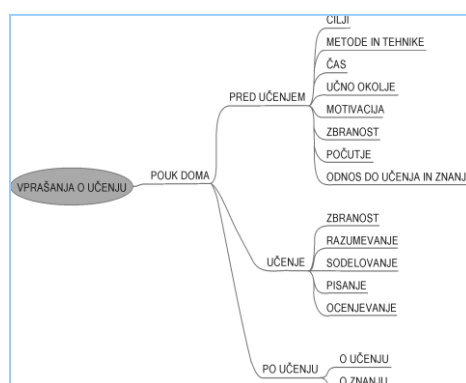 CILJI
METODE IN TEHNIKE
ČAS
UČNO OKOLJE
PRED UČENJEM
MOTIVACIJA
ZBRANOST
POČUTJE
ODNOS DO UČENJA IN ZNANJ
VPRAŠANJA O UČENJU
POUK DOMA
ZBRANOST
RAZUMEVANJE
UČENJE
SODELOVANJE
PISANJE
OCENJEVANJE
PO UČENJU
O UČENJU
O ZNANJU